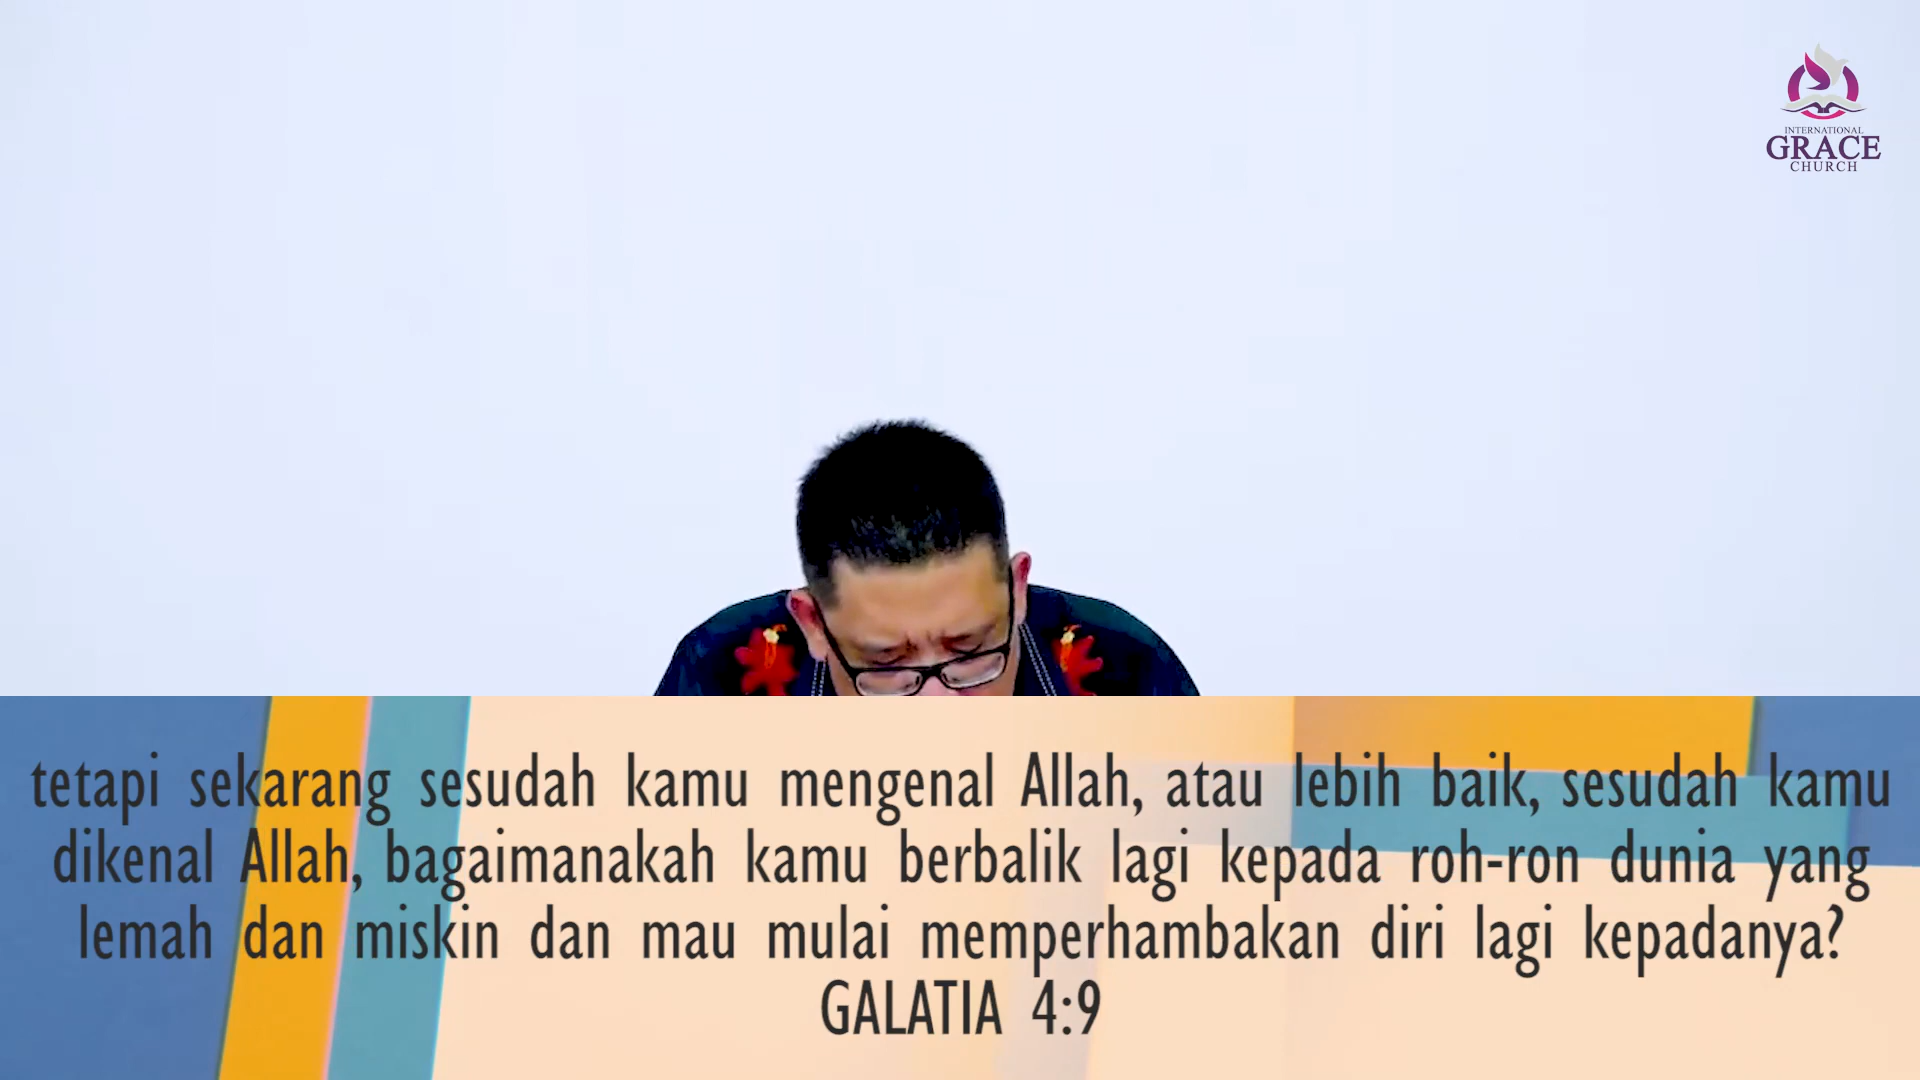 INTERNATIONAL
GRACE
CHURCH
tetapi sekarang sesudah kamu mengenal Allah, atau lebih baik, sesudah kamu
dikenal Allah, bagaimanakah kamu berbalik lagi kepada roh-ron dunia yang
lemah dan miskin dan mau mulai memperhambakan diri lagi kepadanya?
GALATIA 4:9